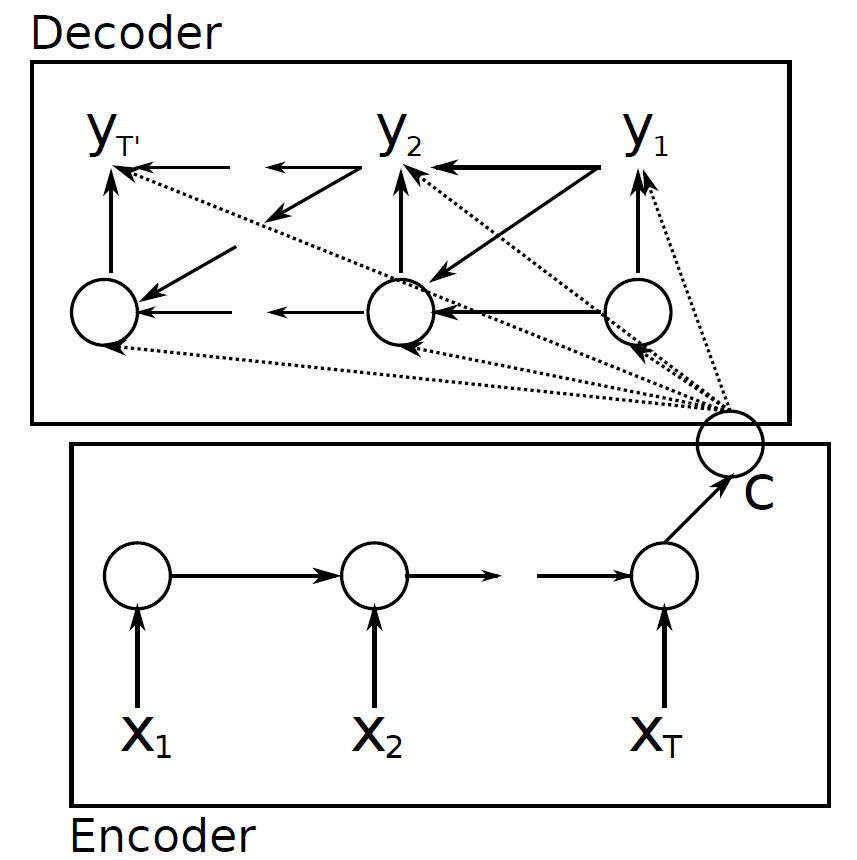 Decoder
yT' y2 y1
c
x1 x2 xT
Encoder